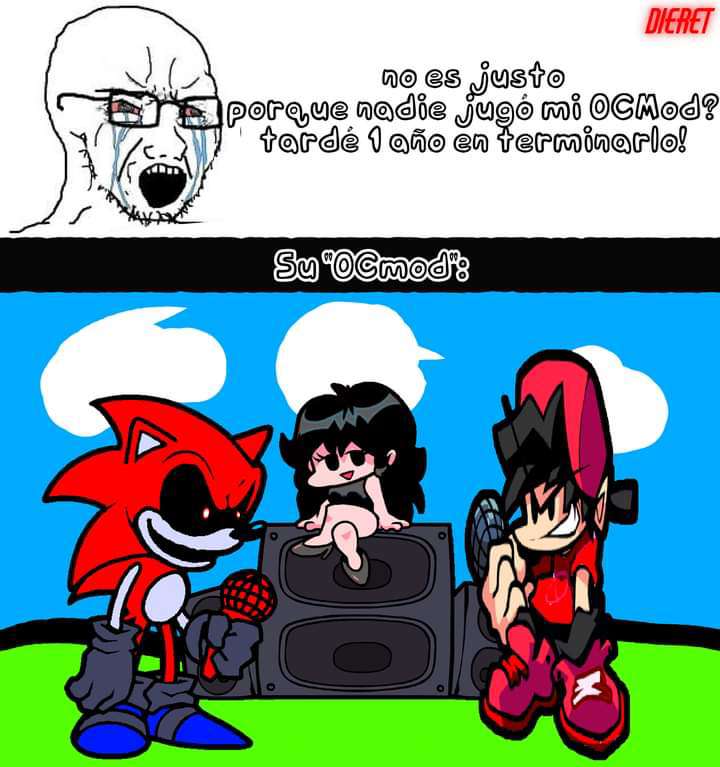 DIERET
no es justo
porque nadie jugó mi OCMod?
tardé 1 año en terminarlo!
Su "OCmod":